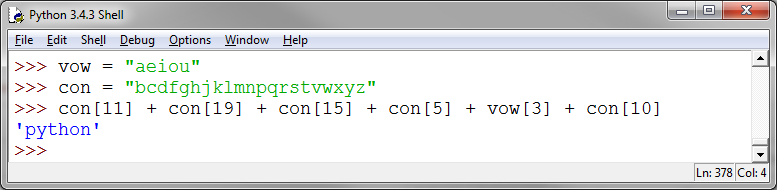 Python 3.4.3 Shell
File Edit Shell Debug Options Window Help
>>> vow = "aeiou"
>>> con = "bcdfghjklmnpqrstvwxyz"
>>> con[11] + con[19] + con[15] + con[5] + vow[3] + con[10]
'python'
>>>
Ln: 378 Col: 4